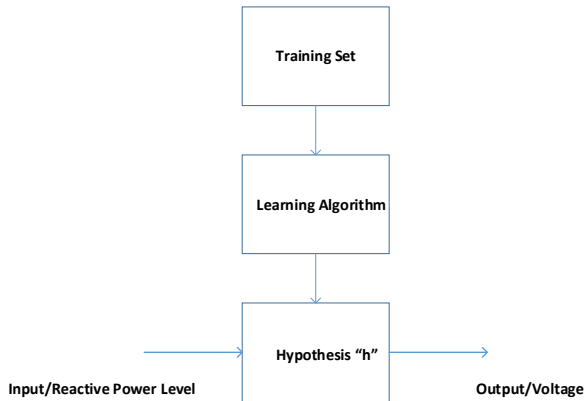 Training Set
Learning Algorithm
Hypothesis “h”
Input/Reactive Power Level
Output/Voltage